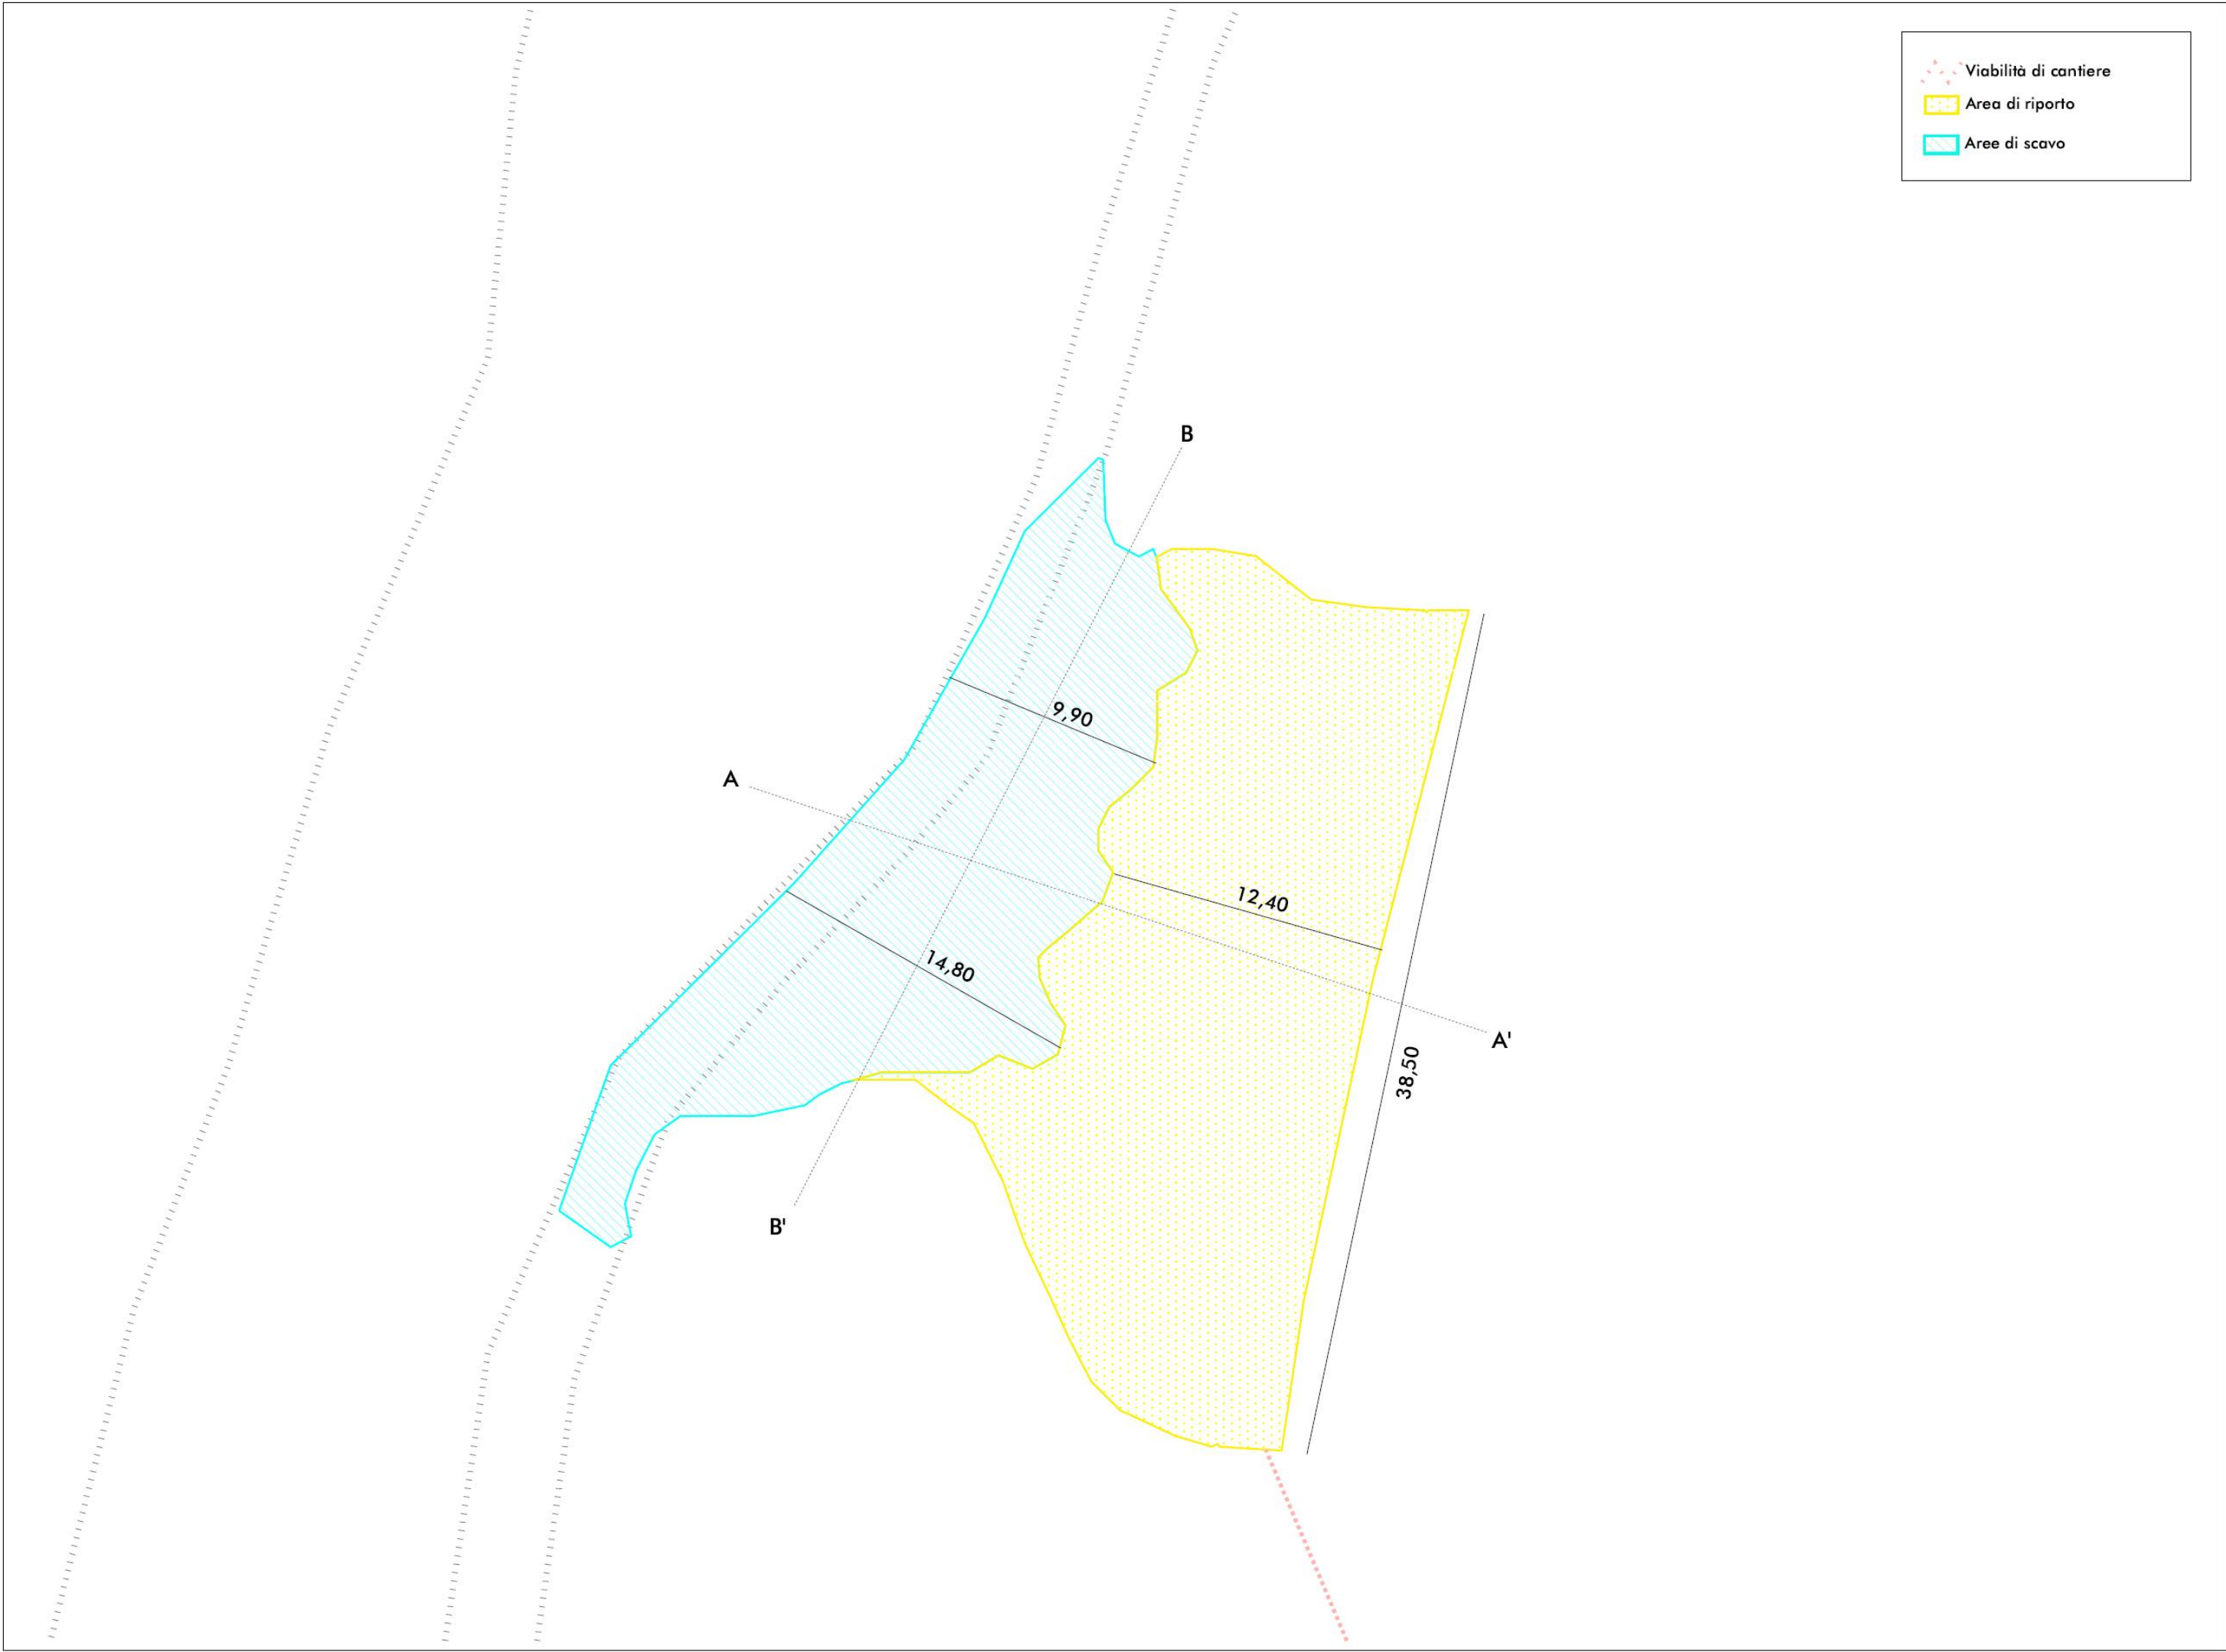 Viabilità di cantiere
Area di riporto
Aree di scavo
B
9,90
A
12,40
14,80
A'
38,50
B'